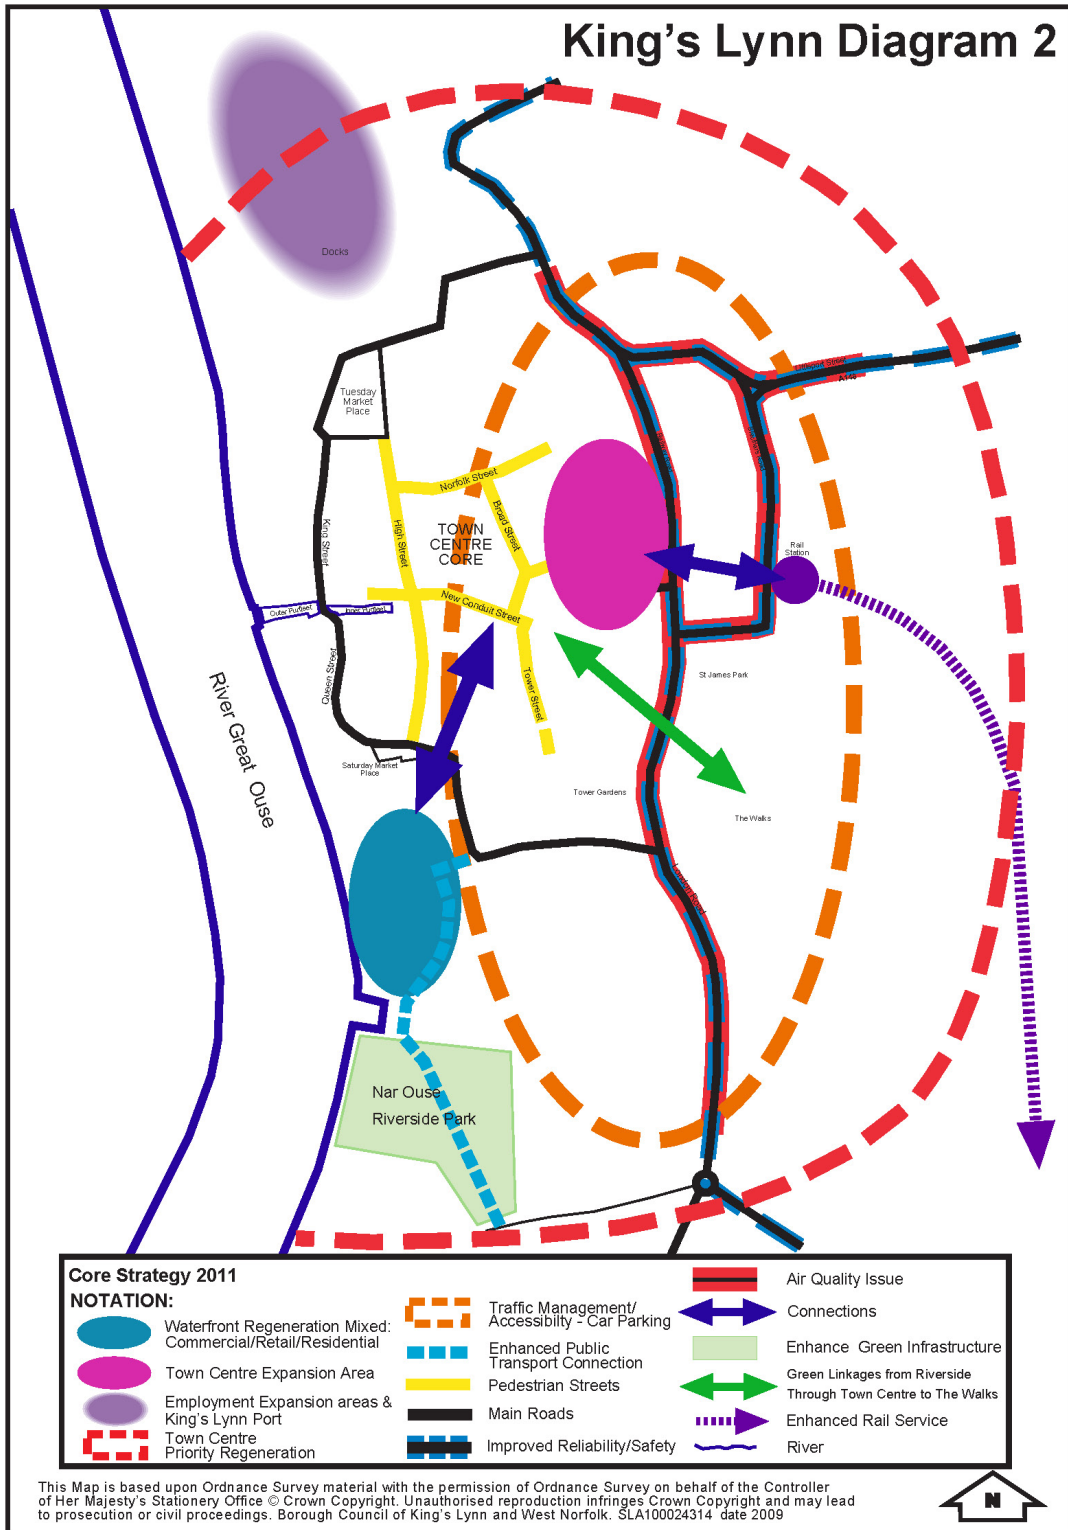 King's Lynn Diagram 2
Docks
Tuesday
Market
Place
Littleport Street
A148
Norfolk Street
Broad Street
High Street
King Street
TOWN
CENTRE
CORE
Rail
Station
New Conduit Street
Outer Purfleet
Inner Purfleet
Queen Street
Tower Street
St James Park
River Great Ouse
Saturday Market
Place
Tower Gardens
The Walks
London Road
Nar Ouse
Riverside Park
Core Strategy 2011
NOTATION:
Waterfront Regeneration Mixed:
Commercial/Retail/Residential
Town Centre Expansion Area
Employment Expansion areas &
King's Lynn Port
Town Centre
Priority Regeneration
Traffic Management/
Accessibilty - Car Parking
Enhanced Public
Transport Connection
Pedestrian Streets
Main Roads
Improved Reliability/Safety
Air Quality Issue
Connections
Enhance Green Infrastructure
Green Linkages from Riverside
Through Town Centre to The Walks
Enhanced Rail Service
River
This Map is based upon Ordnance Survey material with the permission of Ordnance Survey on behalf of the Controller
of Her Majesty's Stationery Office © Crown Copyright. Unauthorised reproduction infringes Crown Copyright and may lead
to prosecution or civil proceedings. Borough Council of King's Lynn and West Norfolk. SLA100024314 date 2009
N